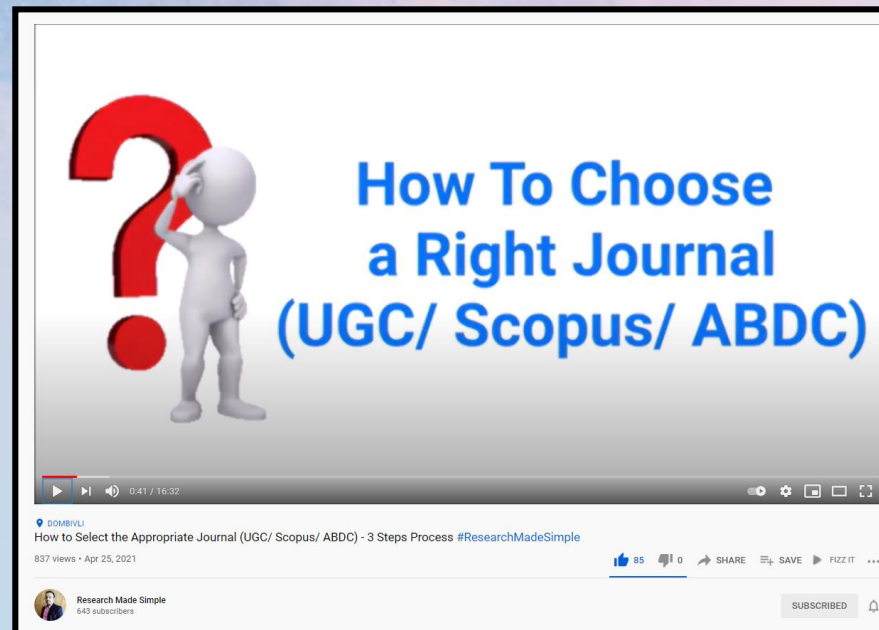 How To Choose
a Right Journal
(UGC/ Scopus/ ABDC)
0:41 / 16:32
DOMBIVLI
How to Select the Appropriate Journal (UGC/ Scopus/ ABDC) - 3 Steps Process #ResearchMadeSimple
837 views • Apr 25, 2021
85 0 SHARE SAVE FIZZ IT
Research Made Simple
643 subscribers
SUBSCRIBED